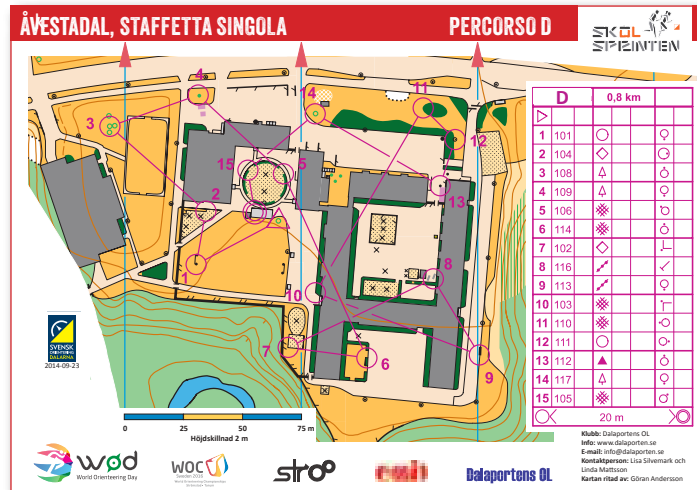 ÅVESTADAL, STAFFETTA SINGOLA
PERCORSO D
SKOL
SPRINTEN
4
3
14
11
12
15
5
2
13
1
10
8
7
6
9
D 0,8 km
1 101
2 104
3 108
4 109
5 106
6 114
7 102
8 116
9 113
10 103
11 110
12 111
13 112
14 117
15 105
20 m
SVENSK
ORIENTERING
DALARNA
2014-09-23
0 25 50 75 m
Höjdskillnad 2 m
wod
World Orienteering Day
WOC
Sweden 2016
stro
Dalaportens OL
Klubb: Dalaportens OL
Info: www.dalaporten.se
E-mail: info@dalaporten.se
Kontaktperson: Lisa Silvemark och
Linda Mattsson
Kartan ritad av: Göran Andersson